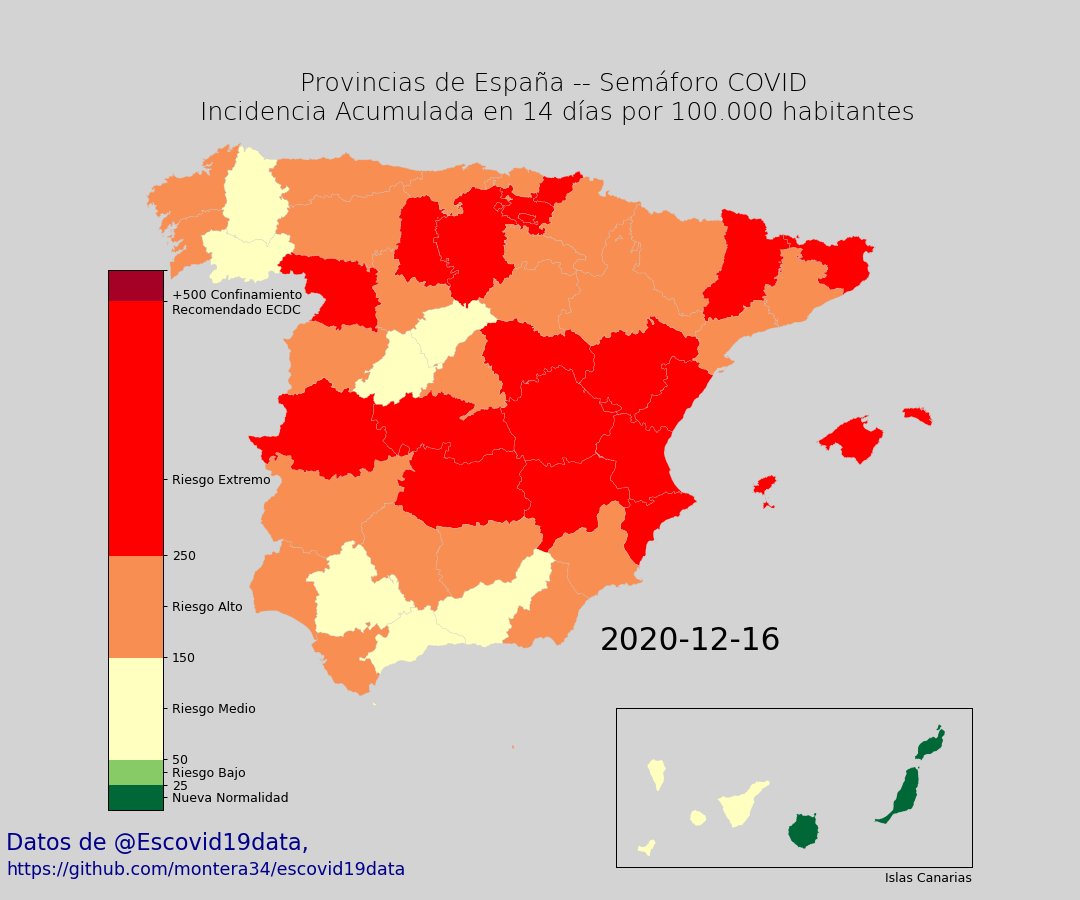 Provincias de España -- Semáforo COVID
Incidencia Acumulada en 14 días por 100.000 habitantes
+500 Confinamiento
Recomendado ECDC
Riesgo Extremo
250
Riesgo Alto
150
Riesgo Medio
50
Riesgo Bajo
25
Nueva Normalidad
2020-12-16
Islas Canarias
Datos de @Escovid19data,
https://github.com/montera34/escovid19data